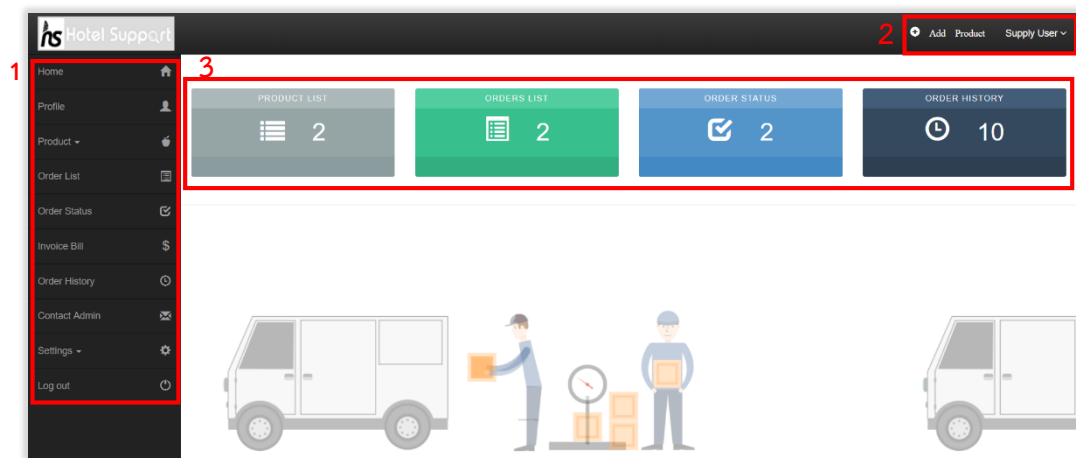 hs Hotel Support
2
Add Product
Supply User
1
Home
Profile
Product
Order List
Order Status
Invoice Bill
Order History
Contact Admin
Settings
Log out
3
PRODUCT LIST
2
ORDERS LIST
2
ORDER STATUS
2
ORDER HISTORY
10